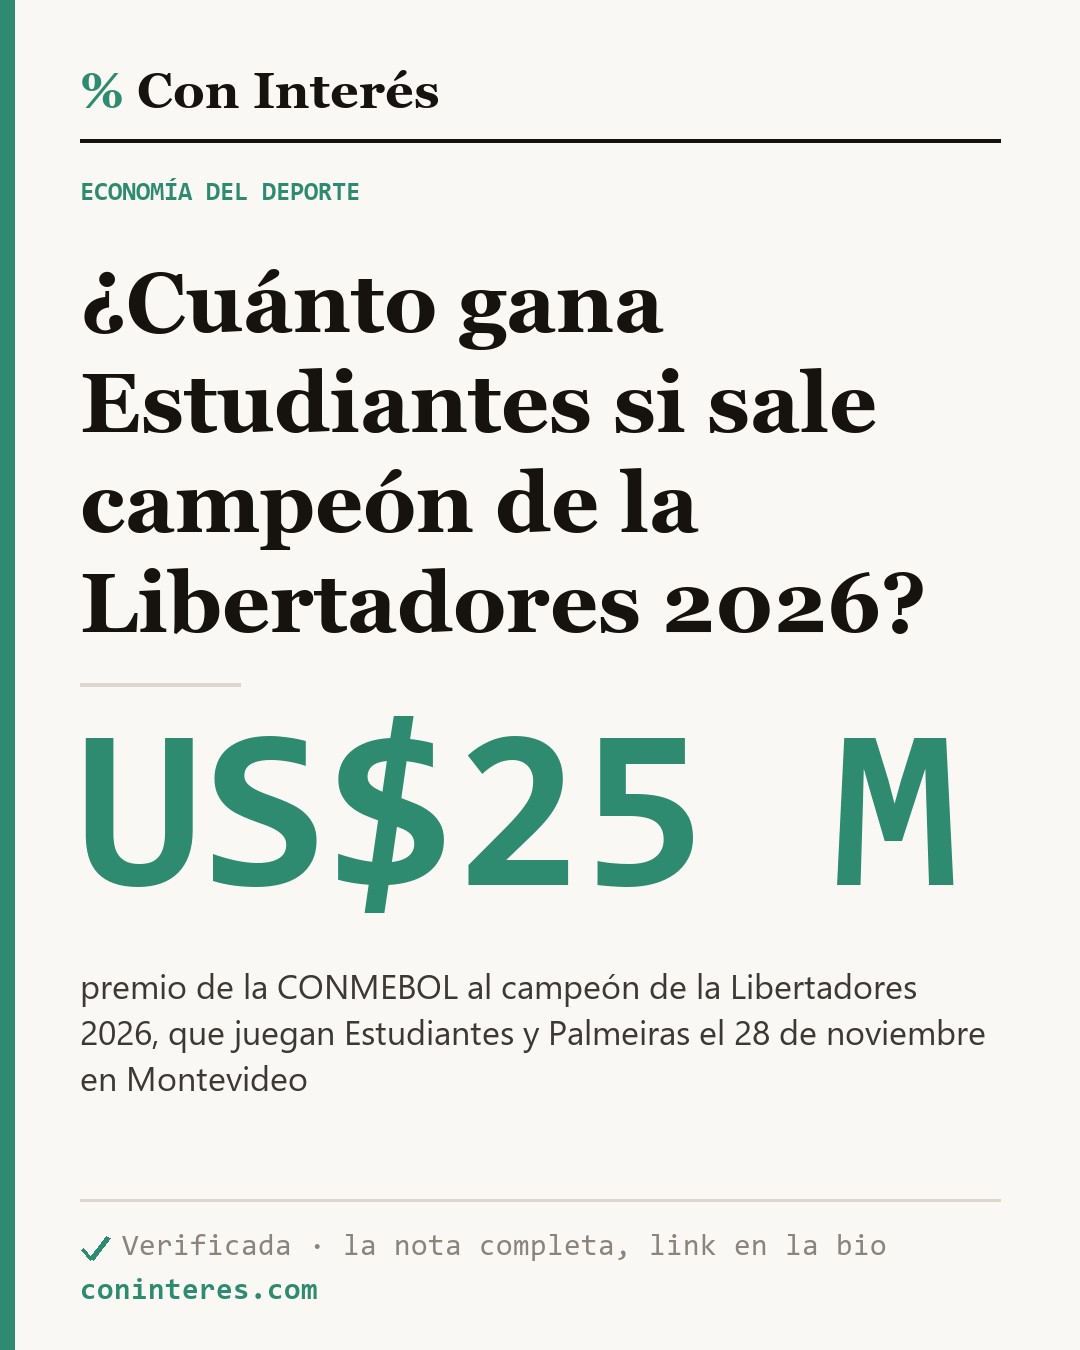 % Con Interés
ECONOMÍA DEL DEPORTE
¿Cuánto gana
Estudiantes si sale
campeón de la
Libertadores 2026?
US$25 M
premio de la CONMEBOL al campeón de la Libertadores
2026, que juegan Estudiantes y Palmeiras el 28 de noviembre
en Montevideo
✓ Verificada · la nota completa, link en la bio
coninteres.com